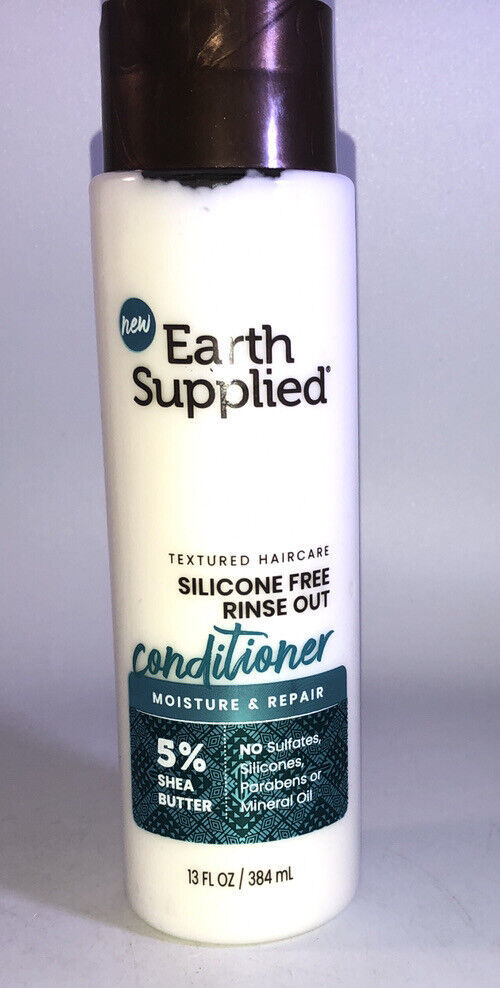 new
Earth
Supplied®
TEXTURED HAIRCARE
SILICONE FREE
RINSE OUT
conditioner
MOISTURE & REPAIR
5%
SHEA
BUTTER
NO Sulfates,
Silicones,
Parabens or
Mineral Oil
13 FL OZ / 384 mL